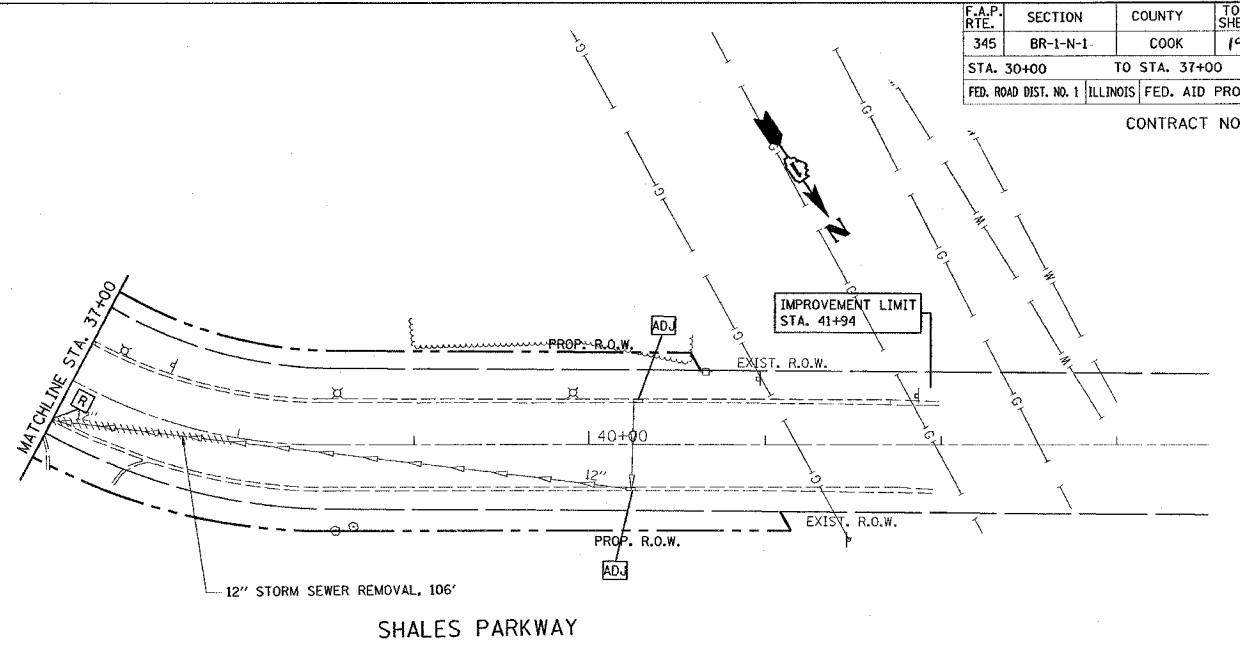 F.A.P. RTE. SECTION COUNTY
345 BR-1-N-1 COOK
STA. 30+00 TO STA. 37+00
FED. ROAD DIST. NO. 1 ILLINOIS FED. AID PRO
CONTRACT NO
G G G W W
G G G W
N
MATCHLINE STA. 37+00
IMPROVEMENT LIMIT
STA. 41+94
ADJ
PROP. R.O.W.
EXIST. R.O.W.
R
12"
40+00
12"
G G G W W
G G
EXIST. R.O.W.
PROP. R.O.W.
ADJ
12" STORM SEWER REMOVAL, 106'
SHALES PARKWAY